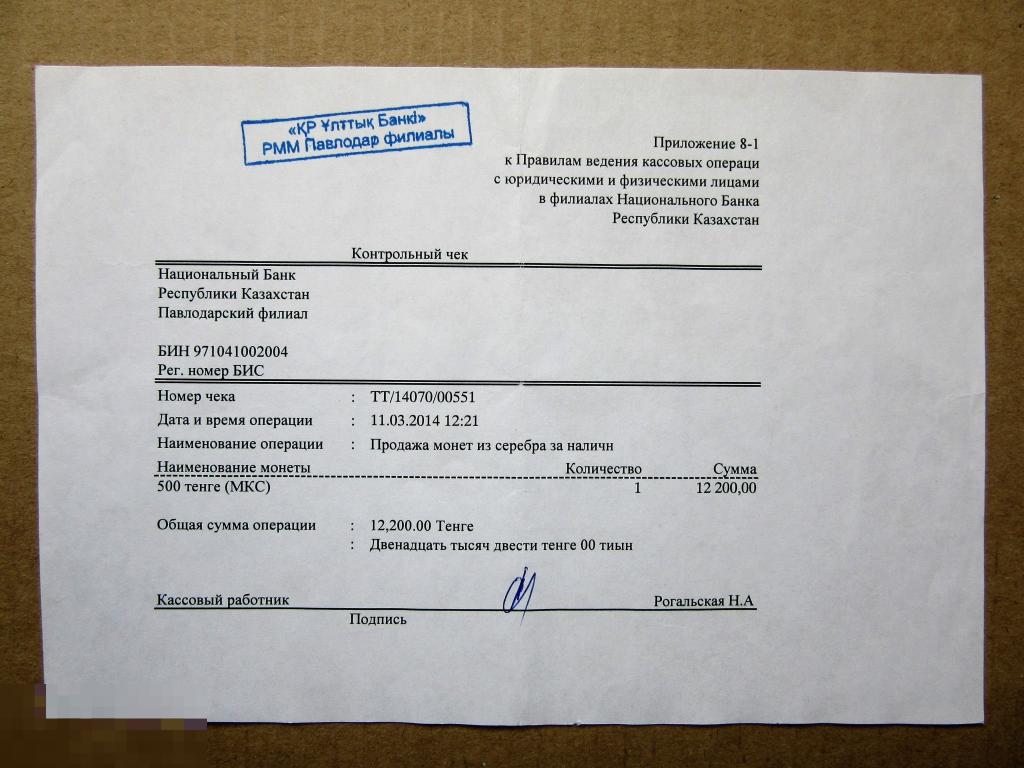 «ҚР Ұлттық Банкі»
РММ Павлодар филиалы
Приложение 8-1
к Правилам ведения кассовых операци
с юридическими и физическими лицами
в филиалах Национального Банка
Республики Казахстан
Контрольный чек
Национальный Банк
Республики Казахстан
Павлодарский филиал
БИН 971041002004
Рег. номер БИС
Номер чека : ТТ/14070/00551
Дата и время операции : 11.03.2014 12:21
Наименование операции : Продажа монет из серебра за наличн
Наименование монеты Количество Сумма
500 тенге (МКС) 1 12 200,00
Общая сумма операции : 12,200.00 Тенге
: Двенадцать тысяч двести тенге 00 тиын
Кассовый работник Рогальская Н.А
Подпись